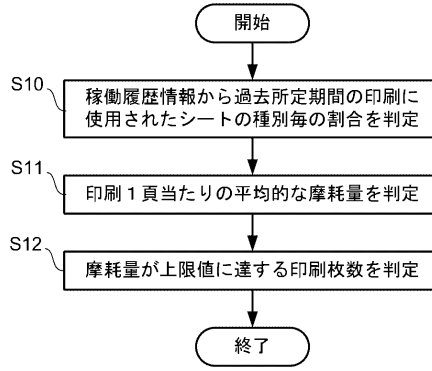 開始
S10
稼働履歴情報から過去所定期間の印刷に
使用されたシートの種別毎の割合を判定
S11
印刷１頁当たりの平均的な摩耗量を判定
S12
摩耗量が上限値に達する印刷枚数を判定
終了